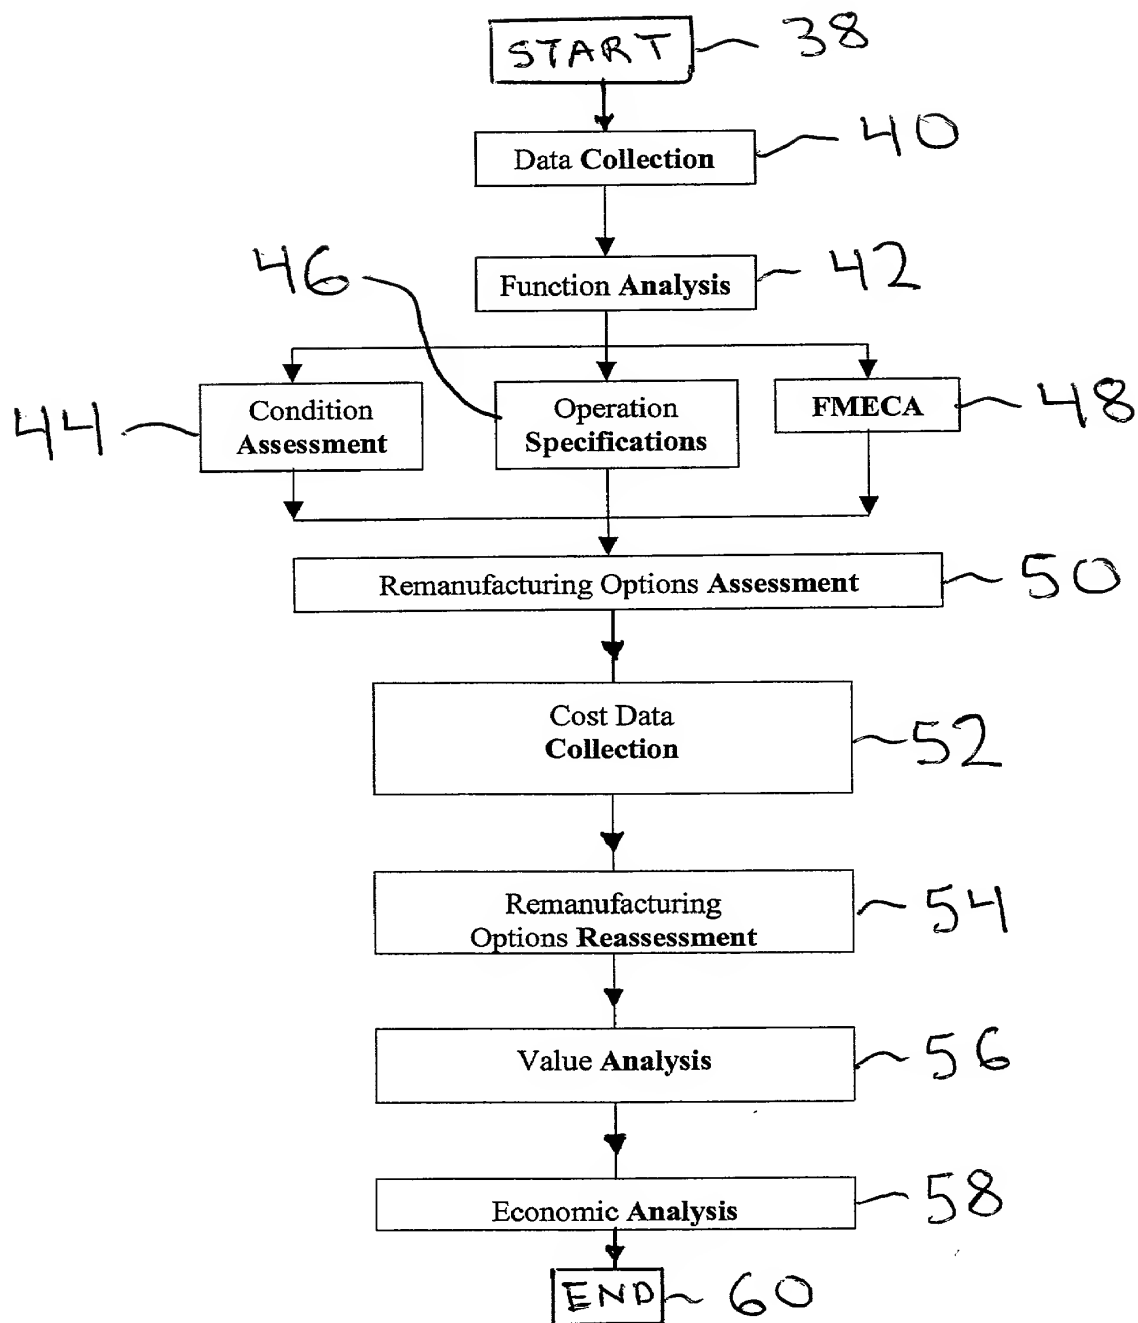 START 38
Data Collection 40
46
Function Analysis 42
44
Condition
Assessment
Operation
Specifications
FMECA 48
Remanufacturing Options Assessment 50
Cost Data
Collection
52
Remanufacturing
Options Reassessment
54
Value Analysis 56
Economic Analysis 58
END 60